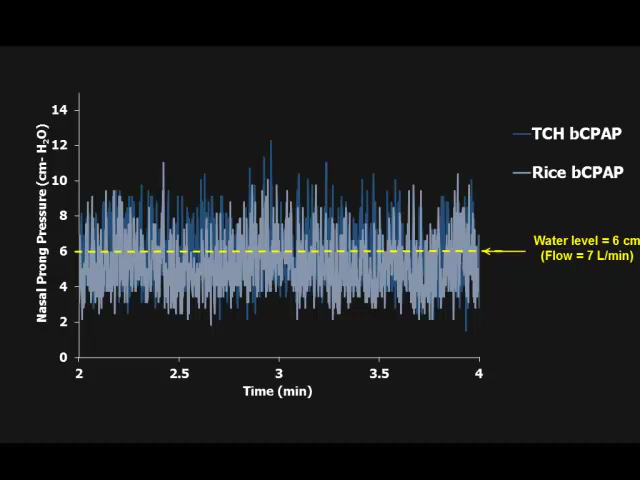 14
12
10
8
6
4
2
0
Nasal Prong Pressure (cm- H₂O)
2 2.5 3 3.5 4
Time (min)
TCH bCPAP
Rice bCPAP
Water level = 6 cm
(Flow = 7 L/min)